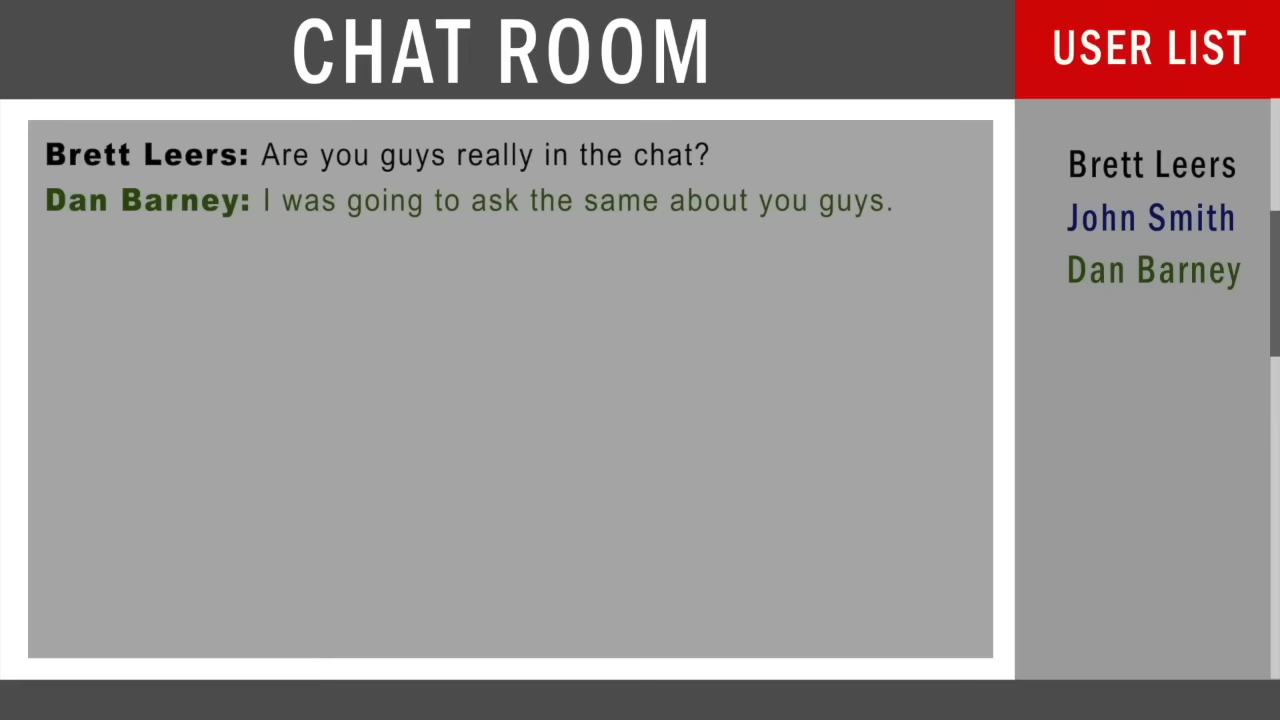 CHAT ROOM
USER LIST
Brett Leers: Are you guys really in the chat?
Dan Barney: I was going to ask the same about you guys.
Brett Leers
John Smith
Dan Barney